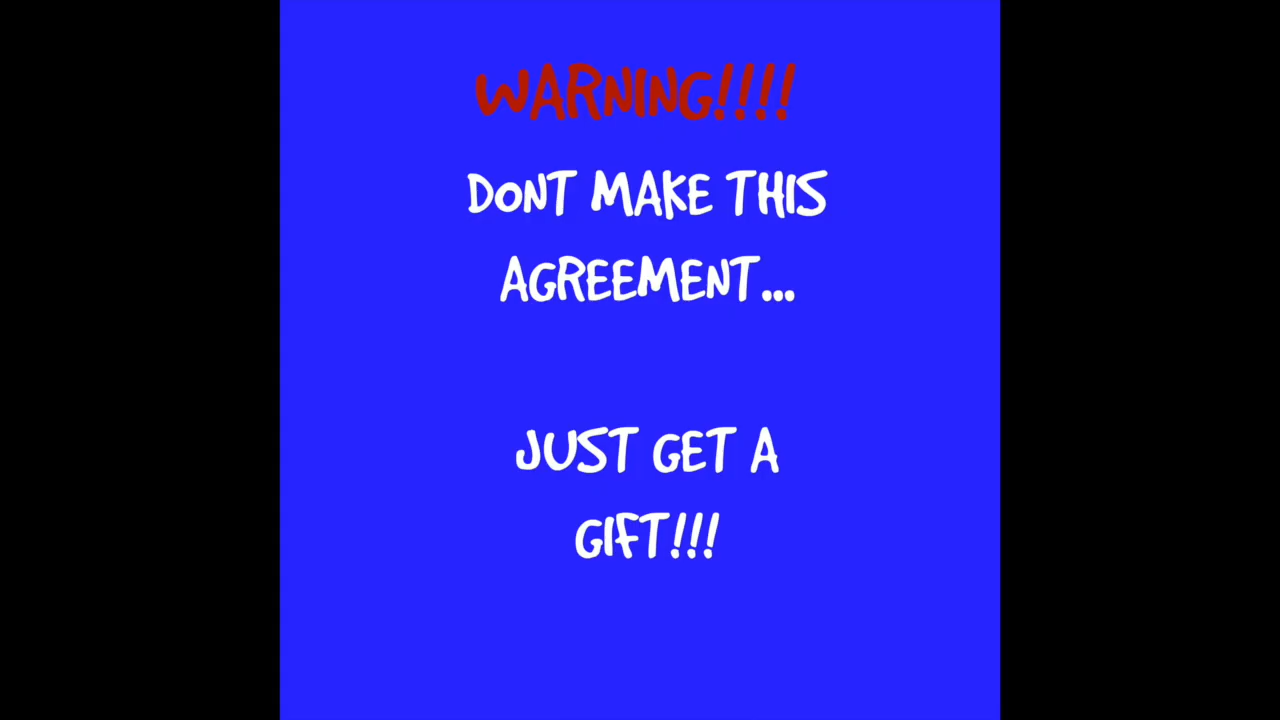 WARNING!!!!
DONT MAKE THIS
AGREEMENT...
JUST GET A
GIFT!!!